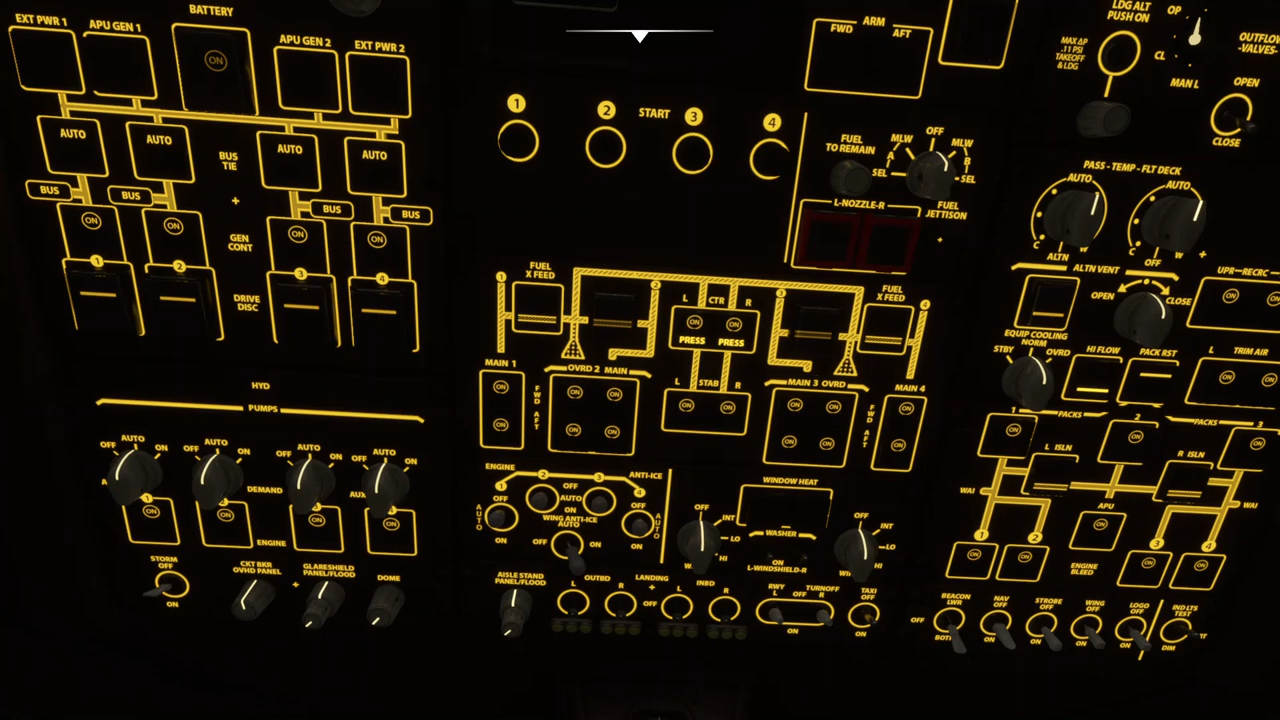 EXT PWR 1
APU GEN 1
BATTERY
ON
APU GEN 2
EXT PWR 2
AUTO
AUTO
BUS
TIE
AUTO
AUTO
BUS
BUS
+
BUS
BUS
ON
ON
GEN
CONT
ON
ON
1
2
DRIVE
DISC
3
4
HYD
PUMPS
OFF AUTO ON
OFF AUTO ON
OFF AUTO ON
OFF AUTO ON
DEMAND
AU
1
ON
ON
ON
ON
ENGINE
STORM
OFF
ON
CKT BKR
OVHD PANEL
+
GLARESHIELD
PANEL/FLOOD
DOME
1
2
START
3
4
ARM
FWD
AFT
FUEL
TO REMAIN
OFF
MLW
MLW
A
R
SEL
SEL
FUEL
JETTISON
+
L-NOZZLE-R
1
FUEL
X FEED
2
L CTR R
3
FUEL
X FEED
4
ON
ON
PRESS
PRESS
MAIN 1
OVRD 2 MAIN
L STAB R
MAIN 3 OVRD
MAIN 4
ON
ON
FWD
AFT
ON
ON
ON
ON
ON
ON
ON
ON
ON
ON
FWD
AFT
ON
ON
ENGINE
ANTI-ICE
1
2
3
4
OFF
AUTO
ON
OFF
AUTO
ON
OFF
AUTO
ON
WING ANTI-ICE
AUTO
OFF
ON
WINDOW HEAT
WASHER
ON
L-WINDSHIELD-R
OFF
INT
LO
HI
OFF
INT
LO
HI
AISLE STAND
PANEL/FLOOD
OUTBD
L
R
LANDING
+
OFF
INBD
L
R
RWY
L
OFF
TURNOFF
R
ON
TAXI
OFF
ON
LDG ALT
PUSH ON
MAX ΔP
.11 PSI
TAKEOFF
& LDG
OP
CL
MAN L
OUTFLOW
-VALVES-
OPEN
CLOSE
PASS - TEMP - FLT DECK
AUTO
AUTO
C
W
C
W
+
ALTN
OFF
ALTN VENT
OPEN
CLOSE
UPR-RECRC
ON
ON
EQUIP COOLING
NORM
STBY
OVRD
HI FLOW
PACK RST
L
TRIM AIR
ON
ON
1
PACKS
2
PACKS
3
ON
L ISLN
ON
R ISLN
ON
WAI
WAI
APU
ON
1
2
ENGINE
BLEED
3
4
ON
ON
ON
ON
BEACON
LWR
OFF
BOTH
NAV
OFF
ON
STROBE
OFF
ON
WING
OFF
ON
LOGO
OFF
ON
IND LTS
TEST
DIM